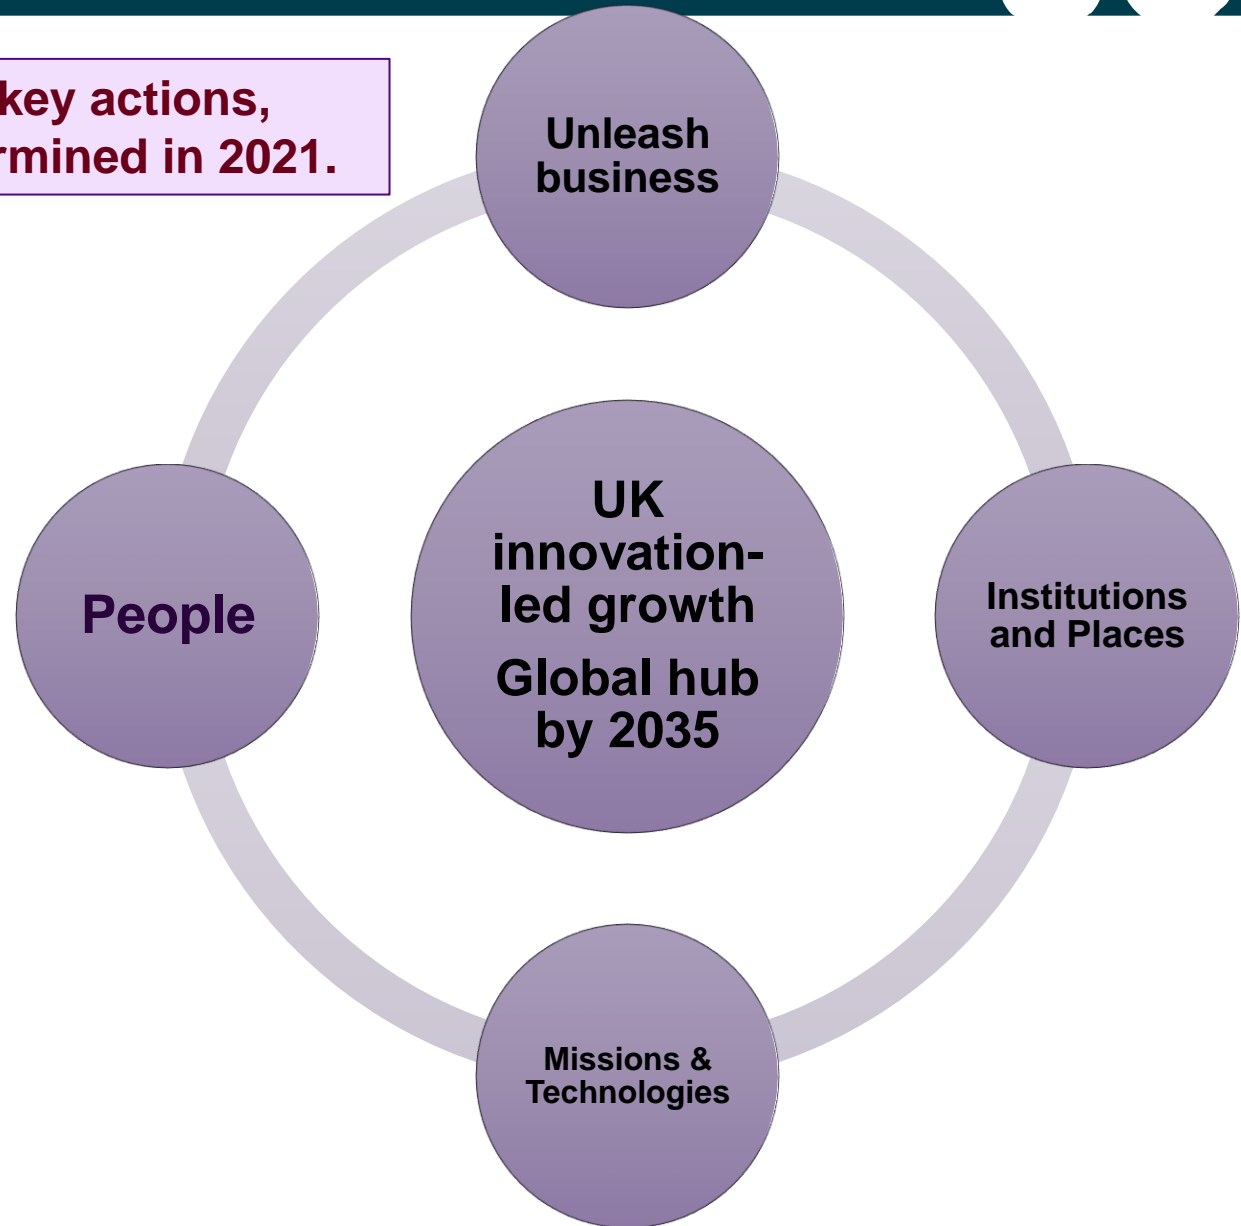 key actions,
rmined in 2021.
Unleash
business
People
UK
innovation-
led growth
Global hub
by 2035
Institutions
and Places
Missions &
Technologies